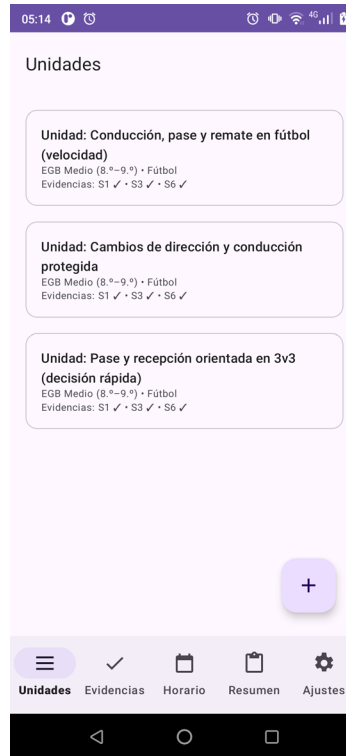 05:14
4G
Unidades
Unidad: Conducción, pase y remate en fútbol
(velocidad)
EGB Medio (8.º–9.º) • Fútbol
Evidencias: S1 ✓ • S3 ✓ • S6 ✓
Unidad: Cambios de dirección y conducción
protegida
EGB Medio (8.º–9.º) • Fútbol
Evidencias: S1 ✓ • S3 ✓ • S6 ✓
Unidad: Pase y recepción orientada en 3v3
(decisión rápida)
EGB Medio (8.º–9.º) • Fútbol
Evidencias: S1 ✓ • S3 ✓ • S6 ✓
+
Unidades Evidencias Horario Resumen Ajustes